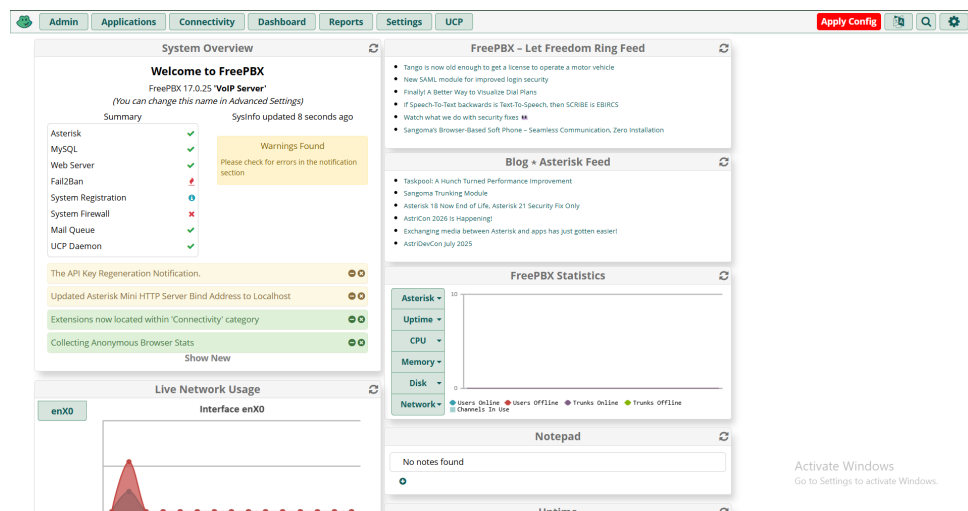 Admin
Applications
Connectivity
Dashboard
Reports
Settings
UCP
Apply Config
System Overview
Welcome to FreePBX
FreePBX 17.0.25 'VoIP Server'
(You can change this name in Advanced Settings)
Summary
SysInfo updated 8 seconds ago
Asterisk
MySQL
Web Server
Fail2Ban
System Registration
System Firewall
Mail Queue
UCP Daemon
Warnings Found
Please check for errors in the notification
section
The API Key Regeneration Notification.
Updated Asterisk Mini HTTP Server Bind Address to Localhost
Extensions now located within 'Connectivity' category
Collecting Anonymous Browser Stats
Show New
Live Network Usage
enX0
Interface enX0
FreePBX – Let Freedom Ring Feed
Tango is now old enough to get a license to operate a motor vehicle
New SAML module for improved login security
Finally! A Better Way to Visualize Dial Plans
If Speech-To-Text backwards is Text-To-Speech, then SCRIBE is EBIRCS
Watch what we do with security fixes 👀
Sangoma's Browser-Based Soft Phone – Seamless Communication, Zero Installation
Blog ⋆ Asterisk Feed
Taskpool: A Hunch Turned Performance Improvement
Sangoma Trunking Module
Asterisk 18 Now End of Life, Asterisk 21 Security Fix Only
AstriCon 2026 Is Happening!
Exchanging media between Asterisk and apps has just gotten easier!
AstriDevCon July 2025
FreePBX Statistics
Asterisk
Uptime
CPU
Memory
Disk
Network
10
0
Users Online Users Offline Trunks Online Trunks Offline
Channels In Use
Notepad
No notes found
Uptime
Activate Windows
Go to Settings to activate Windows.